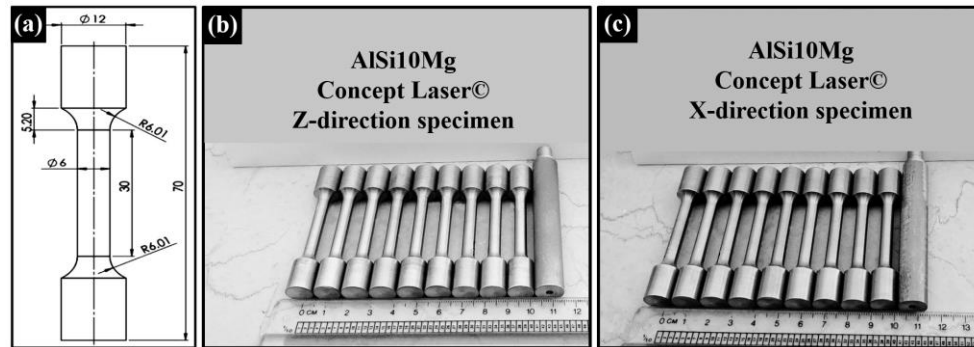 (a)
Ø12
5.20
R6.01
Ø6
30
70
R6.01
(b)
AlSi10Mg
Concept Laser©
Z-direction specimen
0 CM 1 2 3 4 5 6 7 8 9 10 11 12
(c)
AlSi10Mg
Concept Laser©
X-direction specimen
0 CM 1 2 3 4 5 6 7 8 9 10 11 12 13